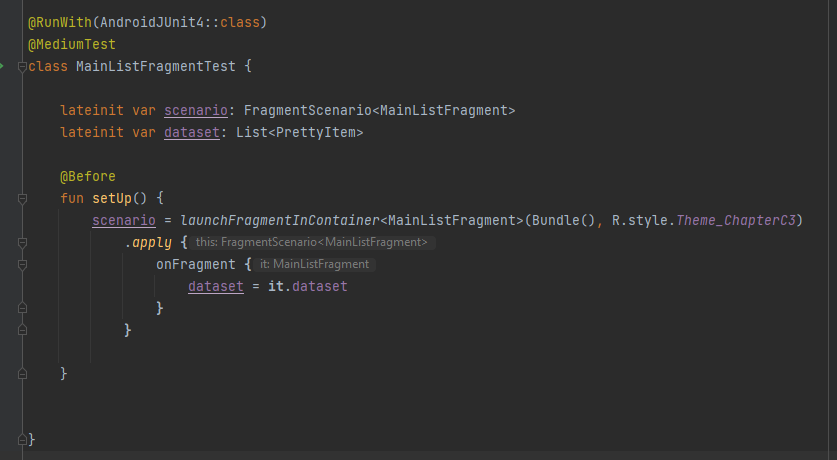 @RunWith(AndroidJUnit4::class)
@MediumTest
class MainListFragmentTest {
lateinit var scenario: FragmentScenario<MainListFragment>
lateinit var dataset: List<PrettyItem>
@Before
fun setUp() {
scenario = launchFragmentInContainer<MainListFragment>(Bundle(), R.style.Theme_ChapterC3)
.apply { this: FragmentScenario<MainListFragment>
onFragment { it: MainListFragment
dataset = it.dataset
}
}
}
}